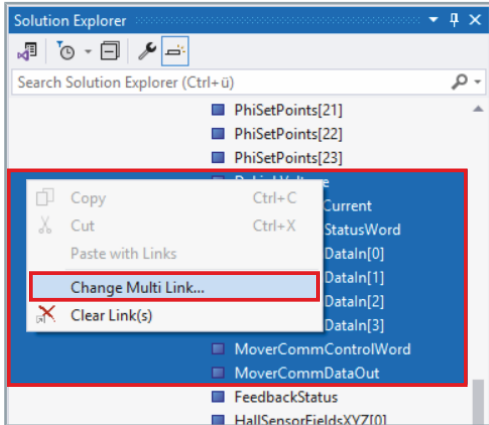 Solution Explorer
Search Solution Explorer (Ctrl+ü)
PhiSetPoints[21]
PhiSetPoints[22]
PhiSetPoints[23]
Copy Ctrl+C
Current
Cut Ctrl+X
StatusWord
Paste with Links
DataIn[0]
Change Multi Link...
DataIn[1]
DataIn[2]
Clear Link(s)
DataIn[3]
MoverCommControlWord
MoverCommDataOut
FeedbackStatus
HallSensorFieldsXYZ[0]